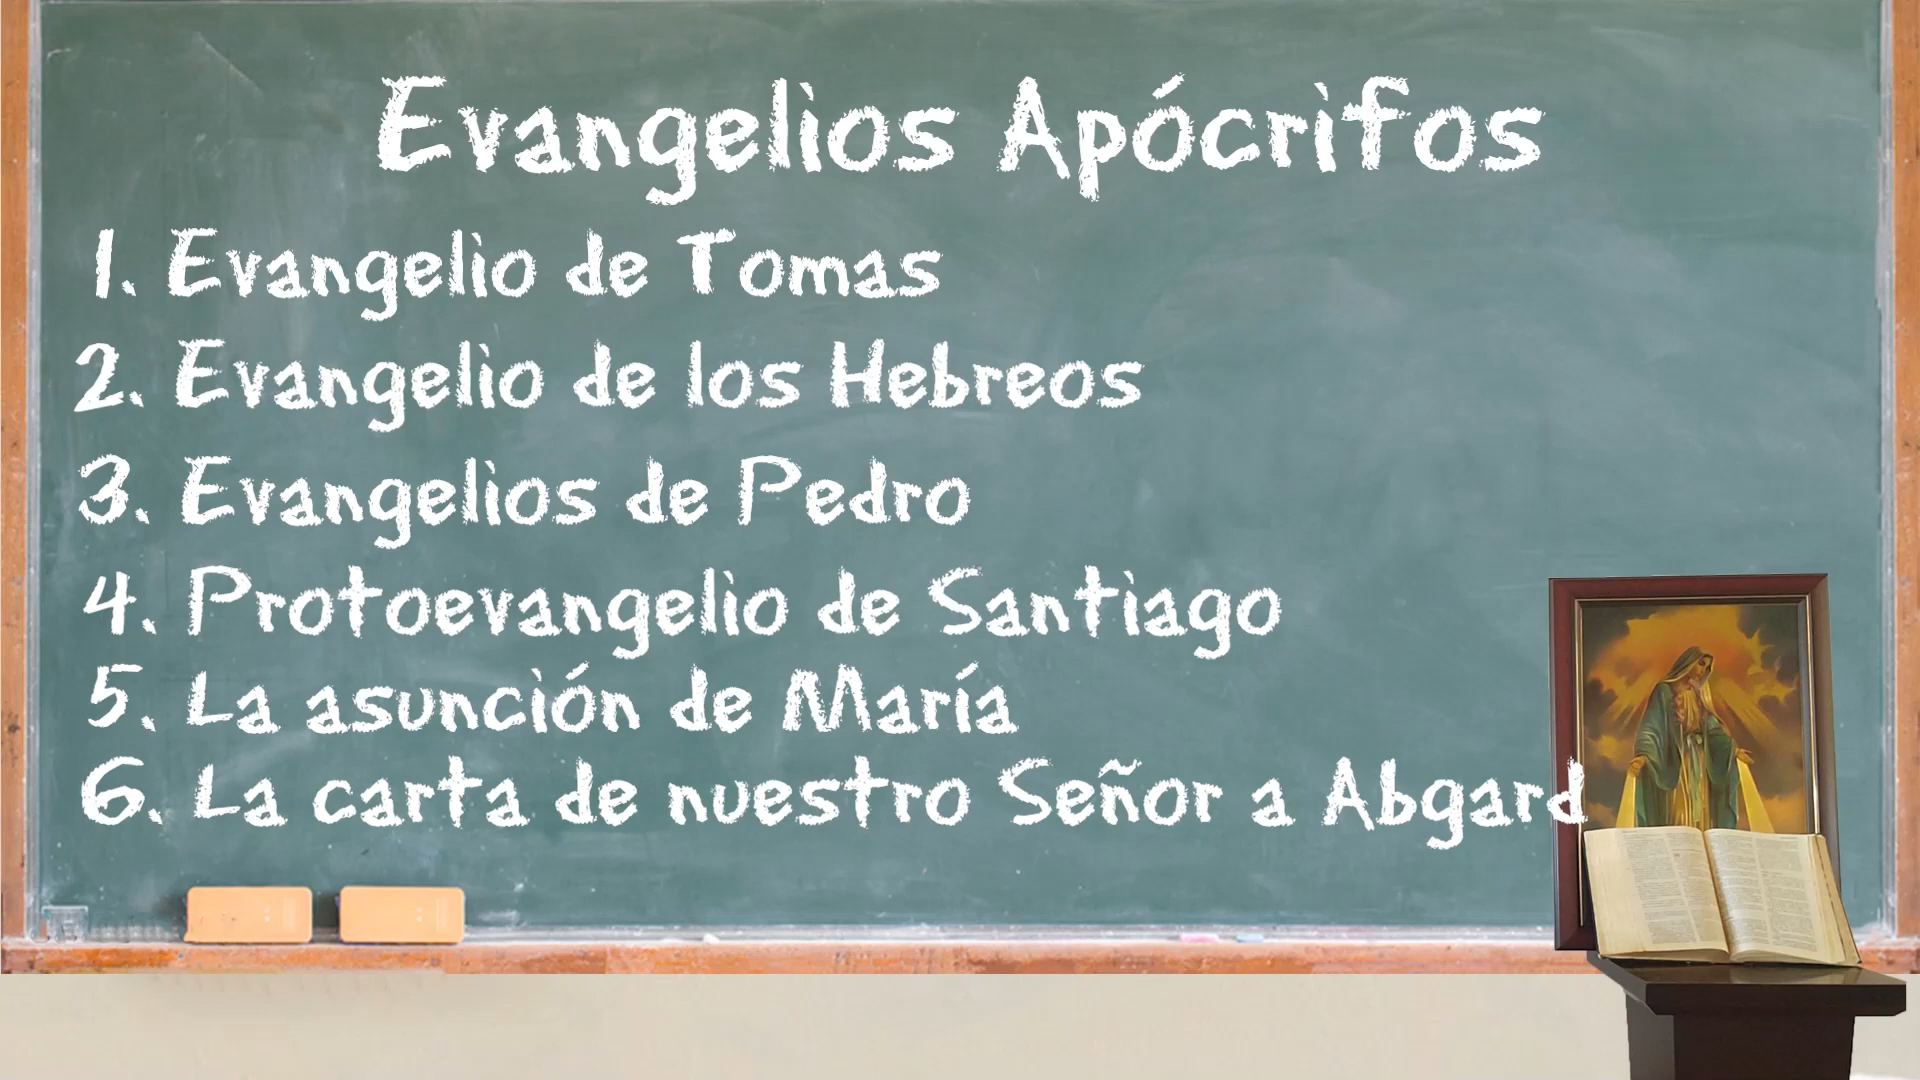 Evangelios Apócrifos
1. Evangelio de Tomas
2. Evangelio de los Hebreos
3. Evangelios de Pedro
4. Protoevangelio de Santiago
5. La asunción de María
6. La carta de nuestro Señor a Abgard